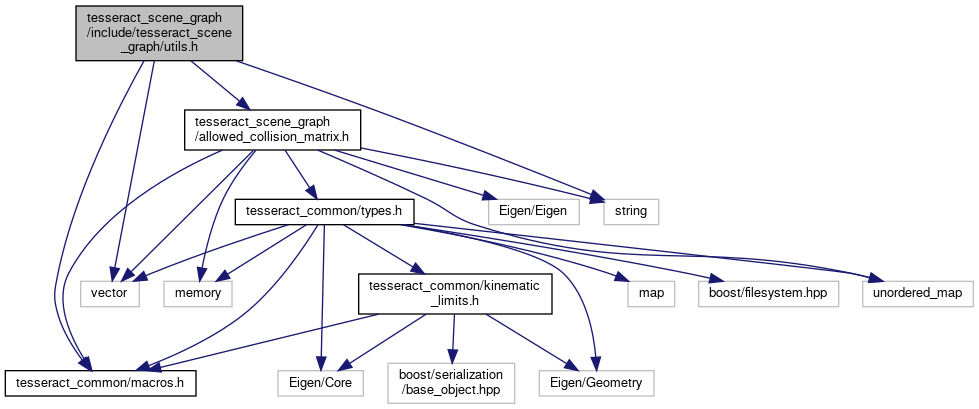 tesseract_scene_graph
/include/tesseract_scene
_graph/utils.h
tesseract_scene_graph
/allowed_collision_matrix.h
tesseract_common/types.h
Eigen/Eigen
string
vector
memory
tesseract_common/kinematic
_limits.h
map
boost/filesystem.hpp
unordered_map
tesseract_common/macros.h
Eigen/Core
boost/serialization
/base_object.hpp
Eigen/Geometry